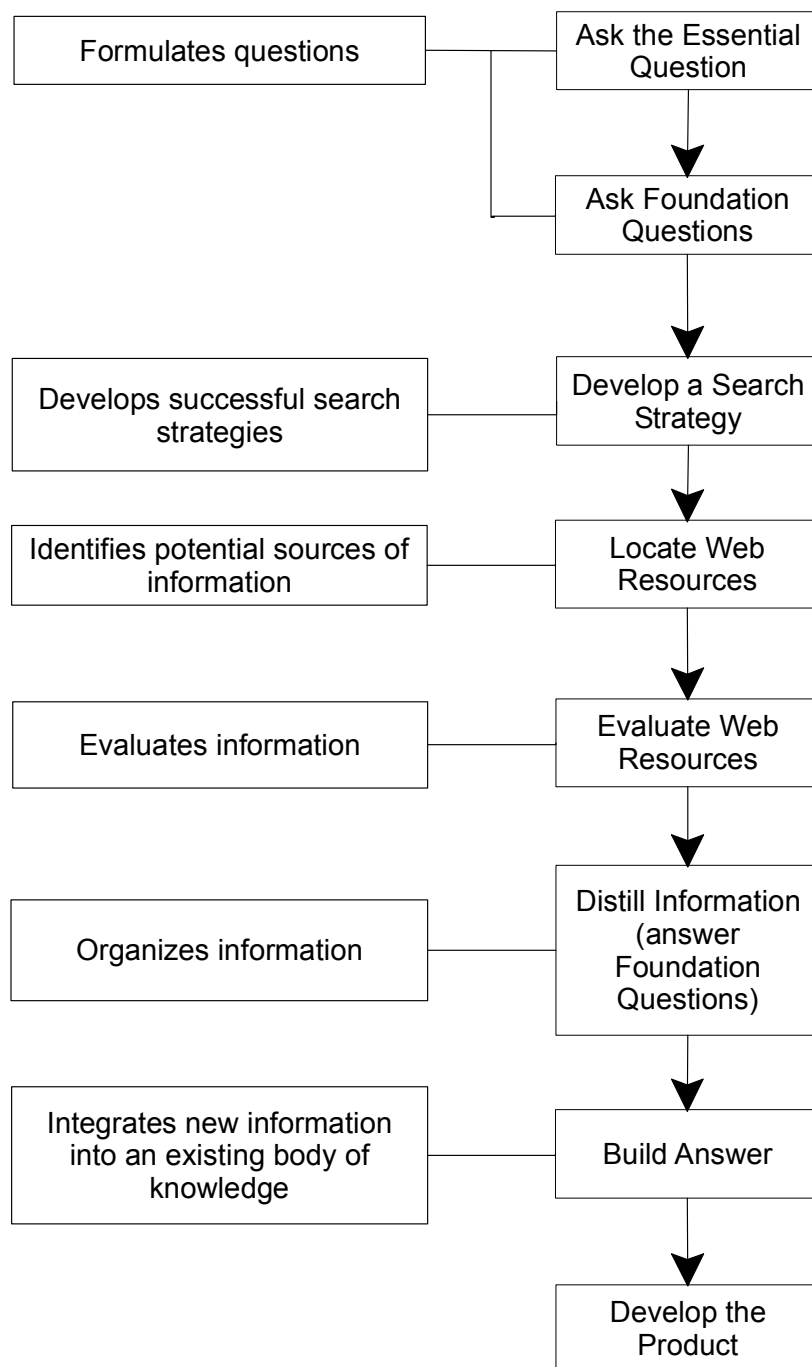 Formulates questions
Ask the Essential
Question
Ask Foundation
Questions
Develops successful search
strategies
Develop a Search
Strategy
Identifies potential sources of
information
Locate Web
Resources
Evaluates information
Evaluate Web
Resources
Organizes information
Distill Information
(answer
Foundation
Questions)
Integrates new information
into an existing body of
knowledge
Build Answer
Develop the
Product